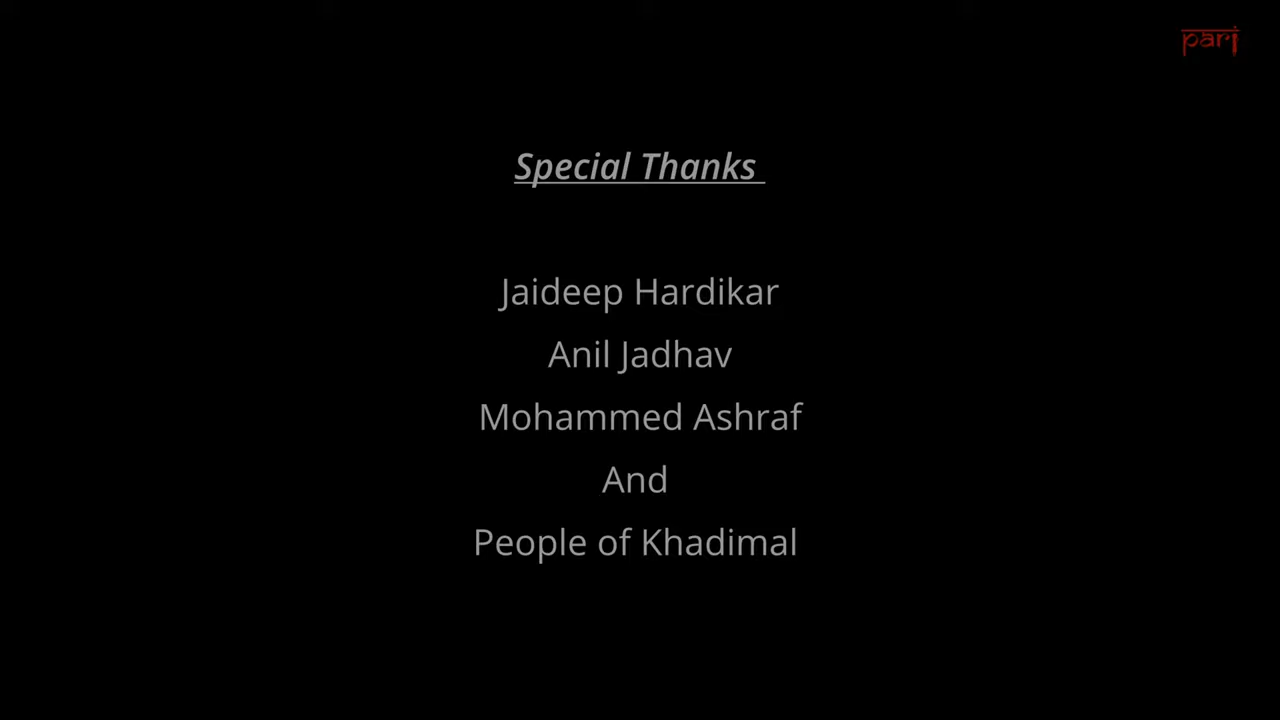 pari
Special Thanks
Jaideep Hardikar
Anil Jadhav
Mohammed Ashraf
And
People of Khadimal